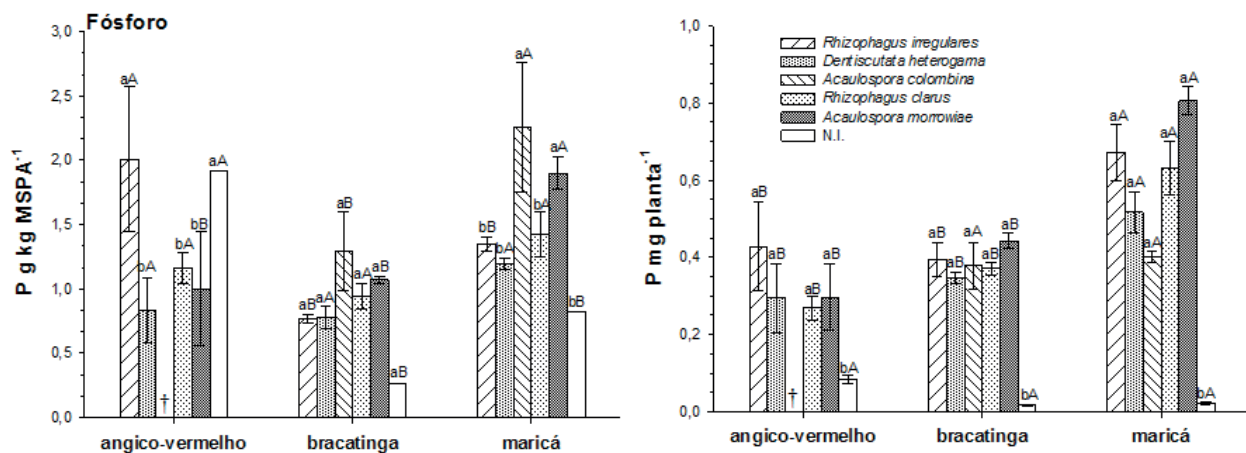 Fósforo
3,0
2,5
2,0
1,5
1,0
0,5
0,0
P g kg MSPA-1
aA
bA
†
bA
bB
aA
aB
aA
aB
aA
aB
aB
bB
bA
aA
bA
aA
bB
angico-vermelho
bracatinga
maricá
1,0
0,8
0,6
0,4
0,2
0,0
P mg planta-1
Rhizophagus irregulares
Dentiscutata heterogama
Acaulospora colombina
Rhizophagus clarus
Acaulospora morrowiae
N.I.
aB
aB
†
aB
aB
bA
aB
aB
aA
aB
aB
bA
aA
aA
aA
aA
aA
bA
angico-vermelho
bracatinga
maricá